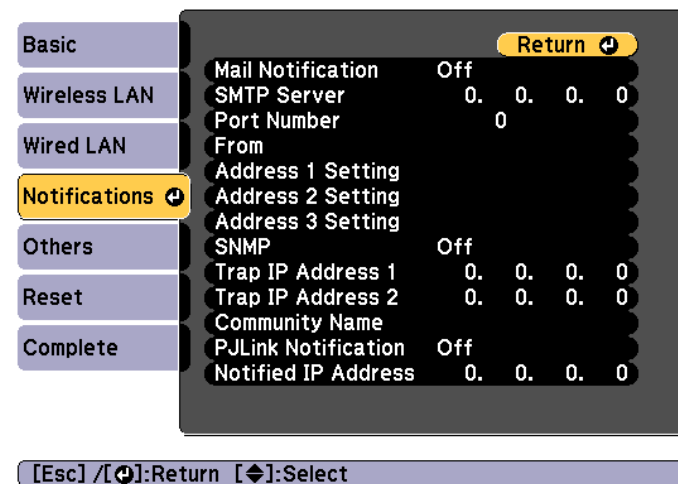 Basic
Wireless LAN
Wired LAN
Notifications
Others
Reset
Complete
Return
Mail Notification Off
SMTP Server 0. 0. 0. 0
Port Number 0
From
Address 1 Setting
Address 2 Setting
Address 3 Setting
SNMP Off
Trap IP Address 1 0. 0. 0. 0
Trap IP Address 2 0. 0. 0. 0
Community Name
PJLink Notification Off
Notified IP Address 0. 0. 0. 0
[Esc] /[⏎]:Return [◆]:Select